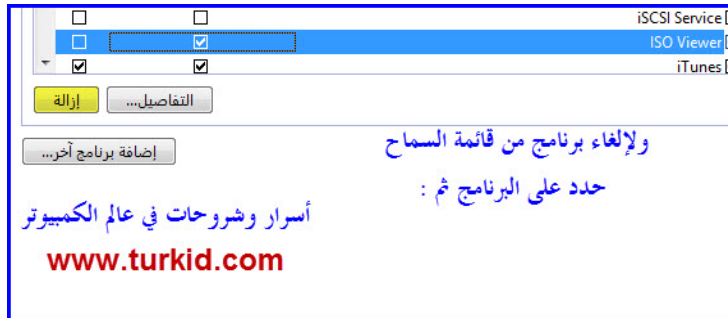 iSCSI Service
ISO Viewer
iTunes
التفاصيل...
إزالة
إضافة برنامج آخر...
ولإلغاء برنامج من قائمة السماح
حدد على البرنامج ثم :
أسرار وشروحات في عالم الكمبيوتر
www.turkid.com